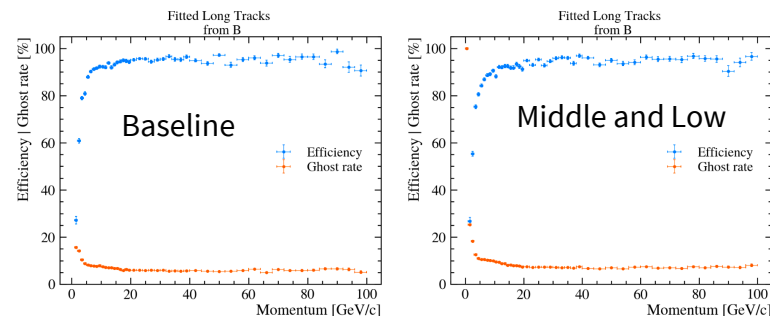 Fitted Long Tracks
from B
Efficiency | Ghost rate [%]
100
80
60
40
20
0
Baseline
Efficiency
Ghost rate
0 20 40 60 80 100
Momentum [GeV/c]
Fitted Long Tracks
from B
Efficiency | Ghost rate [%]
100
80
60
40
20
0
Middle and Low
Efficiency
Ghost rate
0 20 40 60 80 100
Momentum [GeV/c]